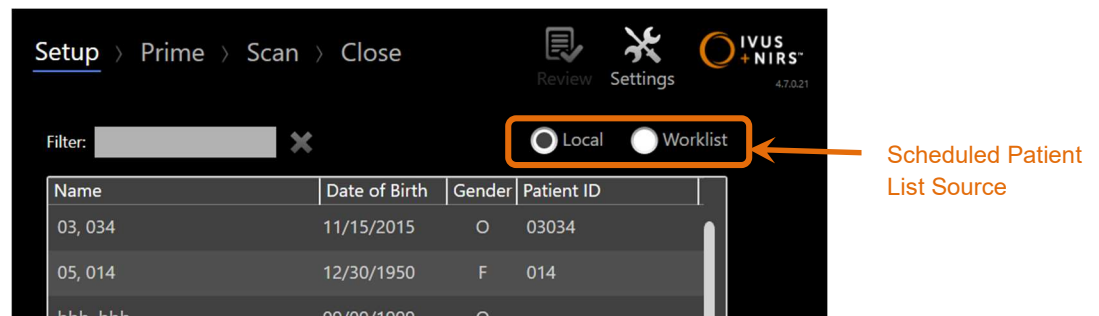 Setup 〉 Prime 〉 Scan 〉 Close
Review Settings
IVUS
+NIRS™
4.7.0.21
Filter:
Local Worklist
Scheduled Patient
List Source
Name Date of Birth Gender Patient ID
03, 034 11/15/2015 O 03034
05, 014 12/30/1950 F 014